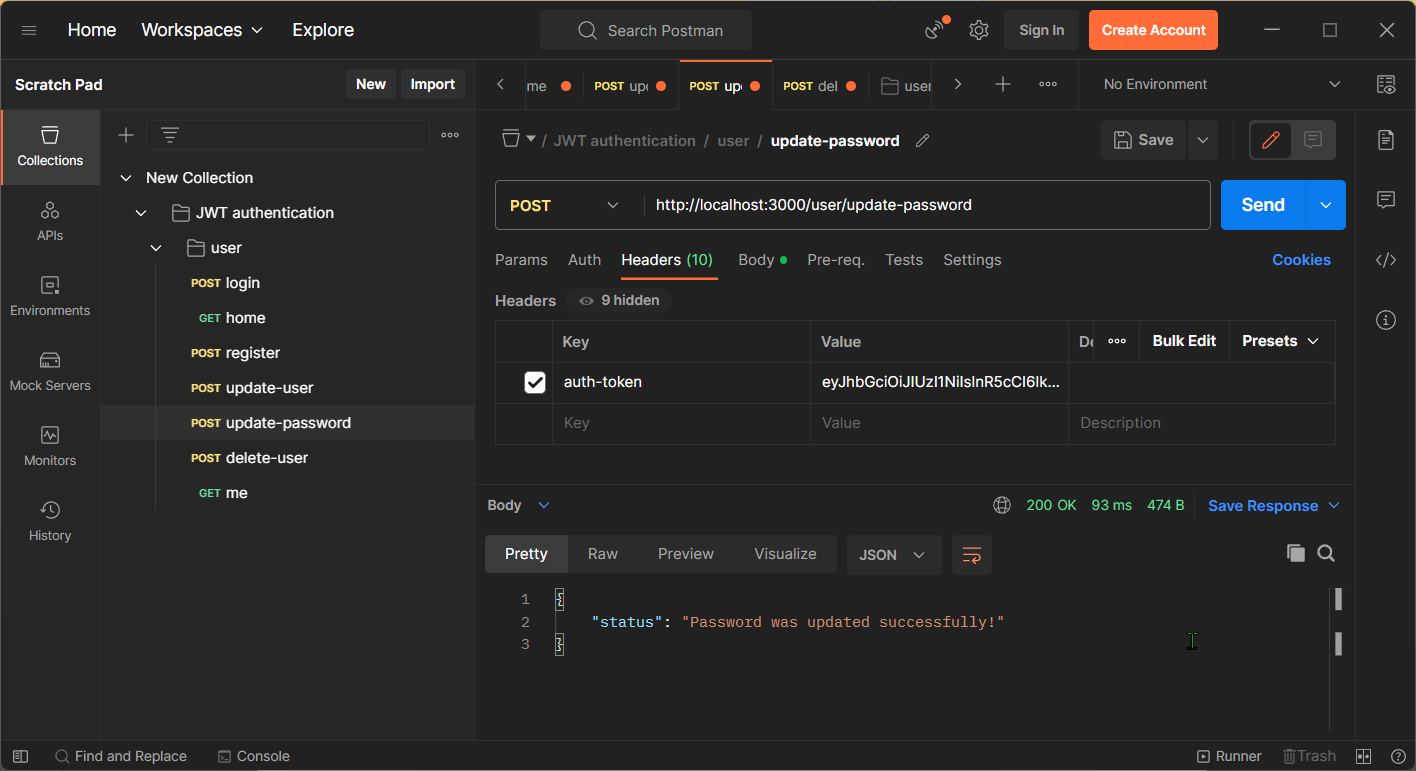 Home Workspaces Explore Search Postman Sign In Create Account
Scratch Pad New Import
me POST up POST up POST del user No Environment
Collections
APIs
Environments
Mock Servers
Monitors
History
New Collection
JWT authentication
user
POST login
GET home
POST register
POST update-user
POST update-password
POST delete-user
GET me
/ JWT authentication / user / update-password Save
POST http://localhost:3000/user/update-password Send
Params Auth Headers (10) Body Pre-req. Tests Settings Cookies
Headers 9 hidden
Key Value De Bulk Edit Presets
auth-token eyJhbGciOiJIUzI1NiIsInR5cCI6Ik...
Key Value Description
Body 200 OK 93 ms 474 B Save Response
Pretty Raw Preview Visualize JSON
1 {
2 "status": "Password was updated successfully!"
3 }
Find and Replace Console Runner Trash